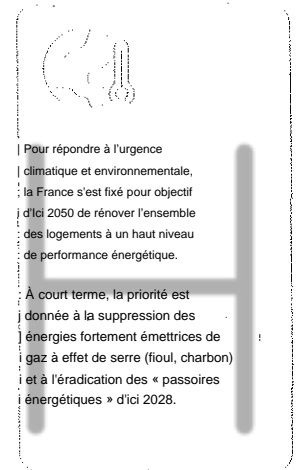 Pour répondre à l'urgence
climatique et environnementale,
la France s'est fixé pour objectif
d'Ici 2050 de rénover l'ensemble
des logements à un haut niveau
de performance énergétique.
À court terme, la priorité est
donnée à la suppression des
énergies fortement émettrices de
gaz à effet de serre (fioul, charbon)
et à l'éradication des « passoires
énergétiques » d'ici 2028.